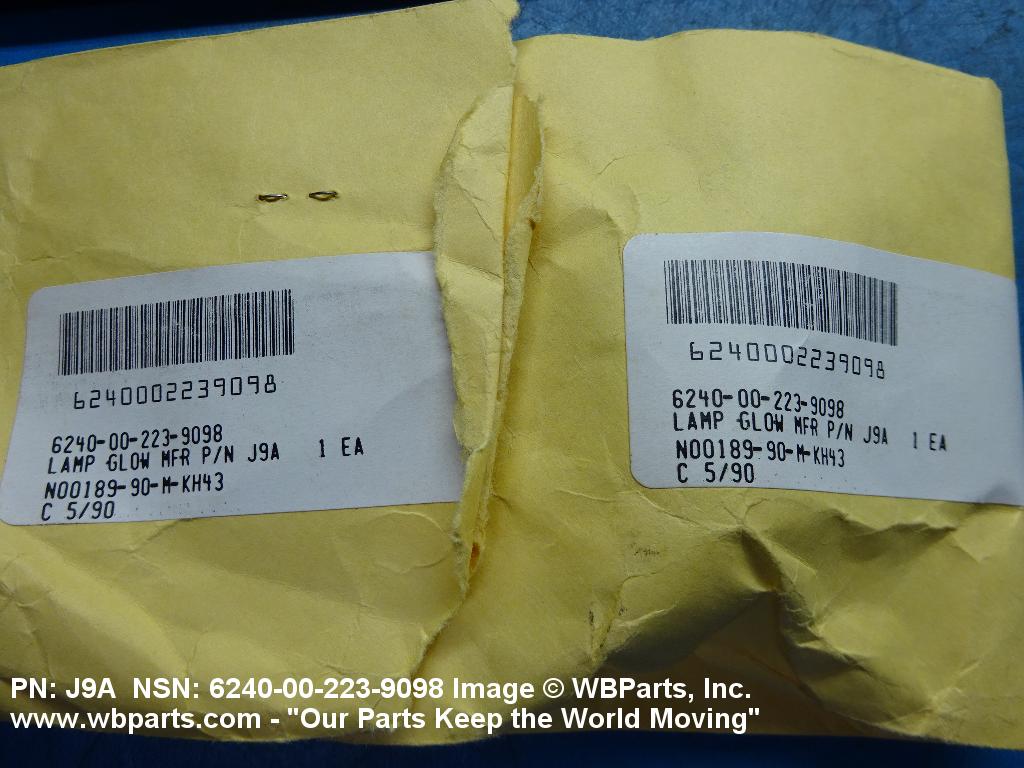 6240002239098
6240-00-223-9098
LAMP GLOW MFR P/N J9A 1 EA
N00189-90-M-KH43
C 5/90
6240002239098
6240-00-223-9098
LAMP GLOW MFR P/N J9A 1 EA
N00189-90-M-KH43
C 5/90
PN: J9A NSN: 6240-00-223-9098 Image © WBParts, Inc.
www.wbparts.com - "Our Parts Keep the World Moving"